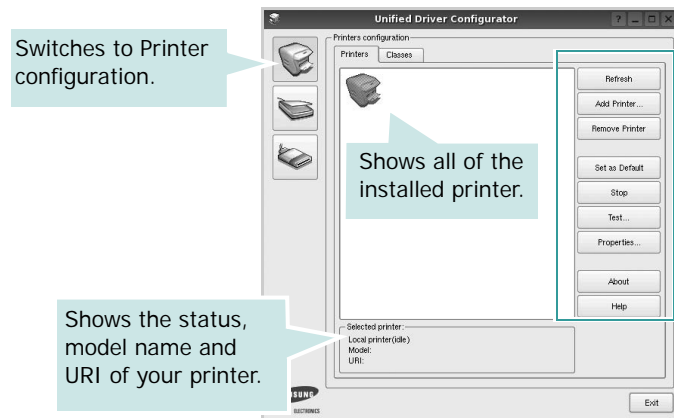 Unified Driver Configurator
Switches to Printer
configuration.
Printers configuration
Printers
Classes
Refresh
Add Printer...
Remove Printer
Set as Default
Stop
Test...
Properties...
About
Help
Shows all of the
installed printer.
Shows the status,
model name and
URI of your printer.
Selected printer:
Local printer(idle)
Model:
URI:
ELECTRONICS
Exit